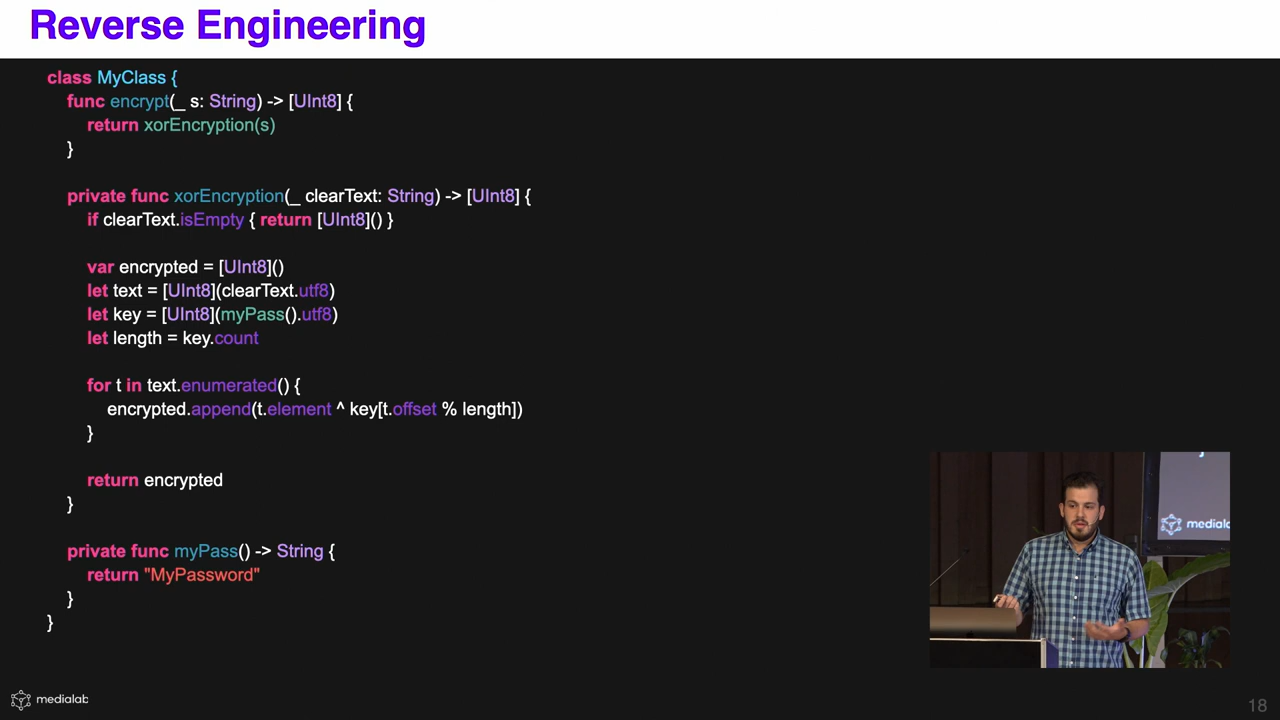 Reverse Engineering
class MyClass {
func encrypt(_ s: String) -> [UInt8] {
return xorEncryption(s)
}
private func xorEncryption(_ clearText: String) -> [UInt8] {
if clearText.isEmpty { return [UInt8]() }
var encrypted = [UInt8]()
let text = [UInt8](clearText.utf8)
let key = [UInt8](myPass().utf8)
let length = key.count
for t in text.enumerated() {
encrypted.append(t.element ^ key[t.offset % length])
}
return encrypted
}
private func myPass() -> String {
return "MyPassword"
}
}
medialab
medialab
18